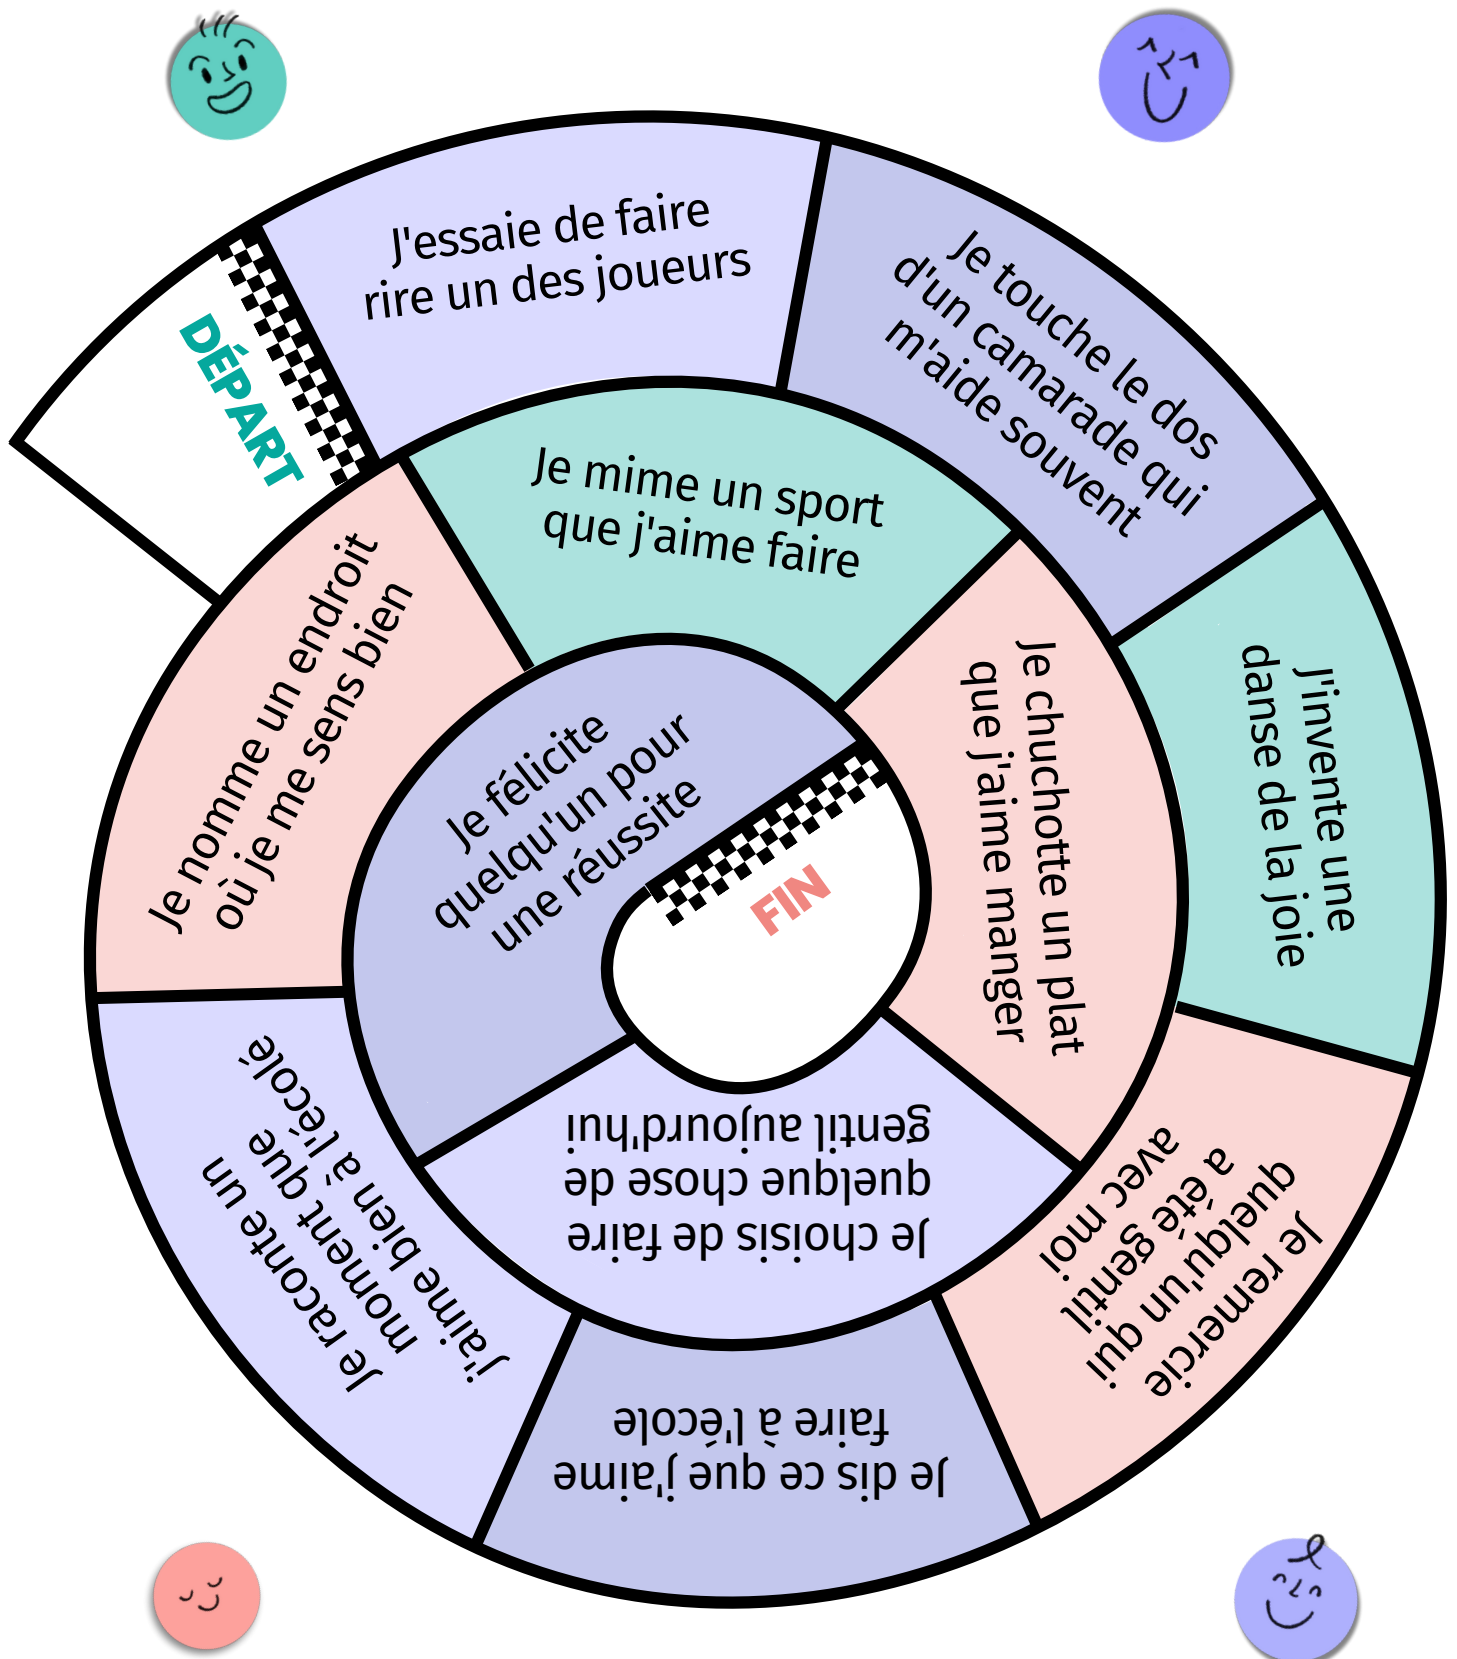 DÉPART
J'essaie de faire
rire un des joueurs
Je touche le dos
d'un camarade qui
m'aide souvent
J'invente une
danse de la joie
Je remercie
quelqu'un qui
a été gentil
avec moi
Je dis ce que j'aime
faire à l'école
Je raconte un
moment que
j'aime bien à l'écolé
Je nomme un endroit
où je me sens bien
Je mime un sport
que j'aime faire
Je chuchotte un plat
que j'aime manger
Je choisis de faire
quelque chose de
gentil aujourd'hui
Je félicite
quelqu'un pour
une réussite
FIN